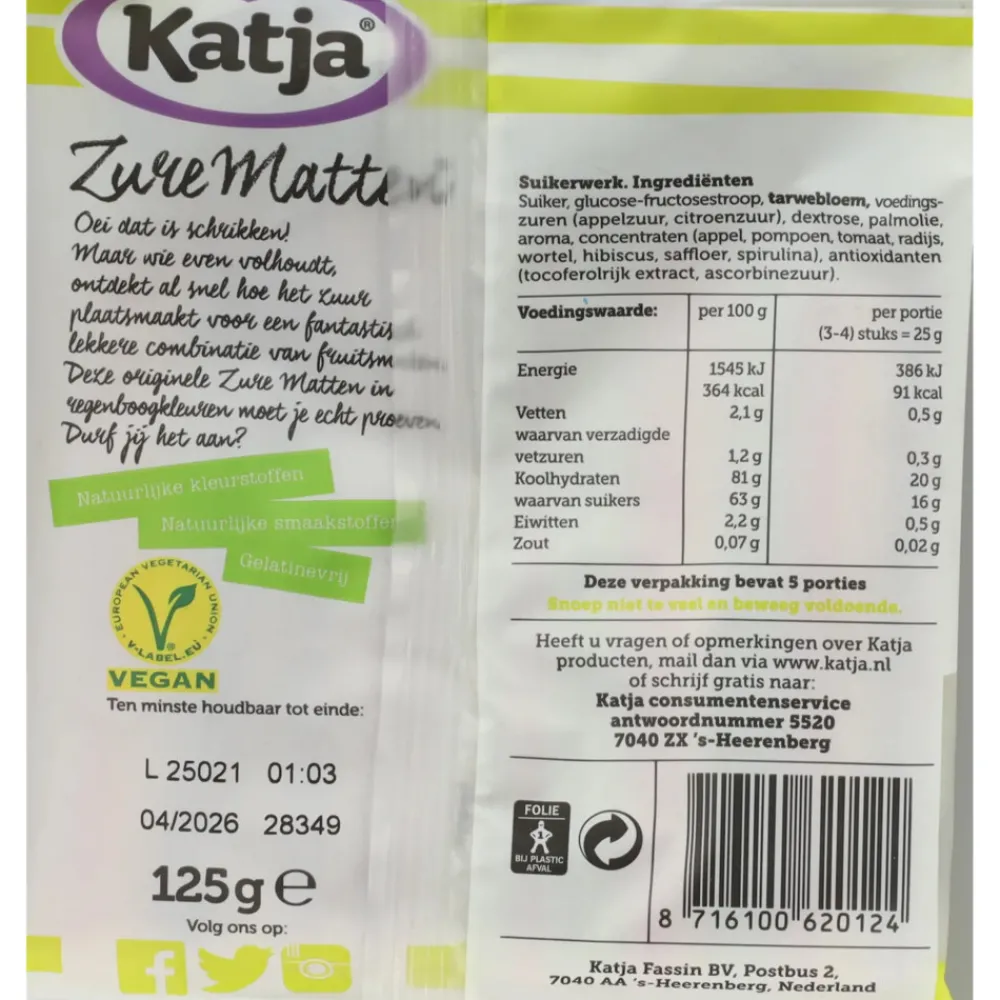 Katja®
Zure Matten
Oei dat is schrikken!
Maar wie even volhoudt,
ontdekt al snel hoe het zuur
plaatsmaakt voor een
lekkere combinatie van
Deze originele Zure Matten in
regenboogkleuren moet je echt proeven.
Durf jij het aan?
Natuurlijke kleurstoffen
Natuurlijke smaakstoffen
Gelatinevrij
EUROPEAN VEGETARIAN UNION
V-LABEL.EU
VEGAN
Ten minste houdbaar tot einde:
L 25021 01:03
04/2026 28349
125g e
Volg ons op:
Suikerwerk. Ingrediënten
Suiker, glucose-fructosestroop, tarwebloem, voedings-
zuren (appelzuur, citroenzuur), dextrose, palmolie,
aroma, concentraten (appel, pompoen, tomaat, radijs,
wortel, hibiscus, saffloer, spirulina), antioxidanten
(tocoferolrijk extract, ascorbinezuur).
Voedingswaarde: per 100 g per portie
(3-4) stuks = 25 g
Energie 1545 kJ 386 kJ
364 kcal 91 kcal
Vetten 2,1 g 0,5 g
waarvan verzadigde
vetzuren 1,2 g 0,3 g
Koolhydraten 81 g 20 g
waarvan suikers 63 g 16 g
Eiwitten 2,2 g 0,5 g
Zout 0,07 g 0,02 g
Deze verpakking bevat 5 porties
Snoep niet te veel en beweeg voldoende.
Heeft u vragen of opmerkingen over Katja
producten, mail dan via www.katja.nl
of schrijf gratis naar:
Katja consumentenservice
antwoordnummer 5520
7040 ZX 's-Heerenberg
FOLIE
1
BIJ PLASTIC
AFVAL
8 716100 620124
Katja Fassin BV, Postbus 2,
7040 AA 's-Heerenberg, Nederland